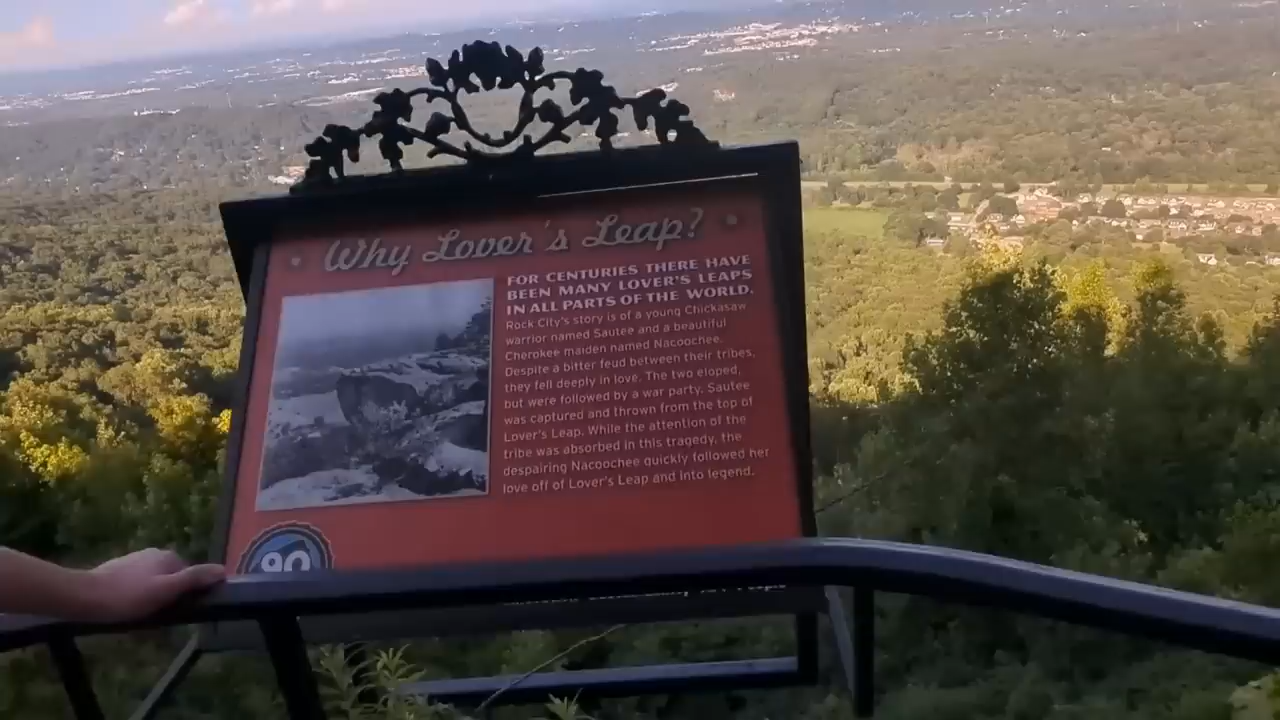 Why Lover's Leap?
FOR CENTURIES THERE HAVE
BEEN MANY LOVER'S LEAPS
IN ALL PARTS OF THE WORLD.
Rock City's story is of a young Chickasaw
warrior named Sautee and a beautiful
Cherokee maiden named Nacoochee.
Despite a bitter feud between their tribes,
they fell deeply in love. The two eloped,
but were followed by a war party. Sautee
was captured and thrown from the top of
Lover's Leap. While the attention of the
tribe was absorbed in this tragedy, the
despairing Nacoochee quickly followed her
love off of Lover's Leap and into legend.
90